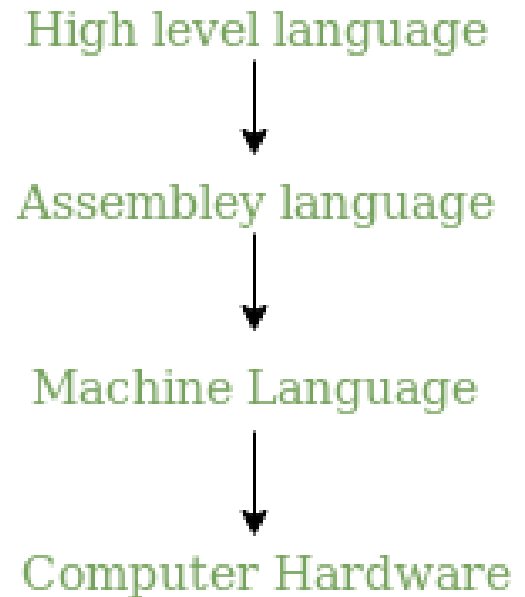 High level language
Assembley language
Machine Language
Computer Hardware